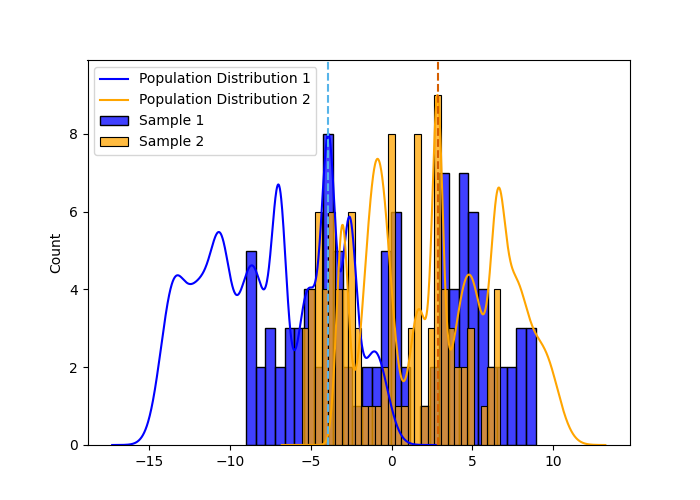 Population Distribution 1
Population Distribution 2
Sample 1
Sample 2
Count
8
6
4
2
0
−15 −10 −5 0 5 10